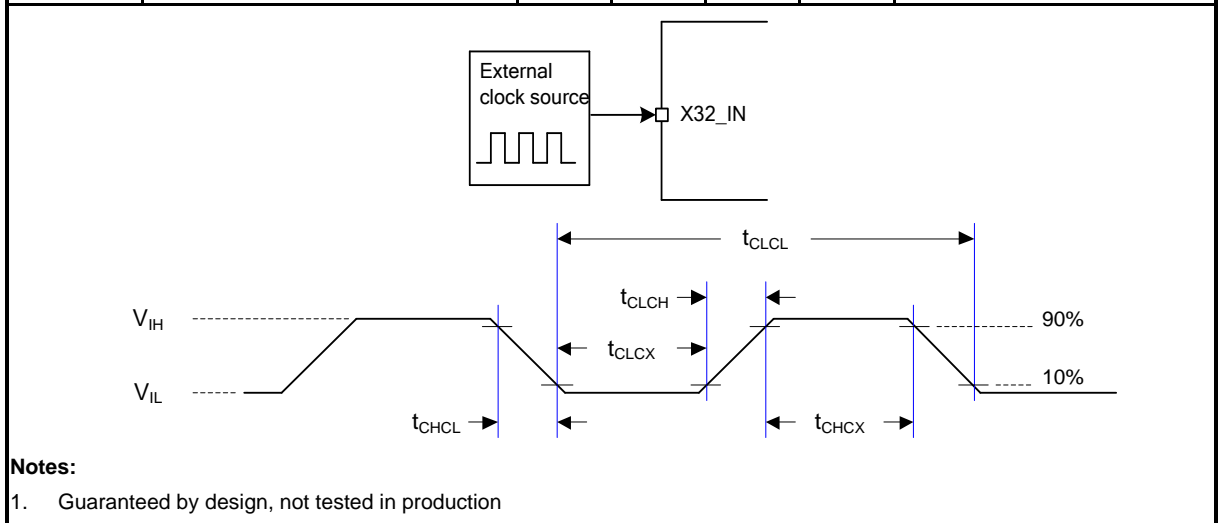 External
clock source
X32_IN
tCLCL
tCLCH
VIH
90%
tCLCX
VIL
10%
tCHCL
tCHCX
Notes:
1. Guaranteed by design, not tested in production